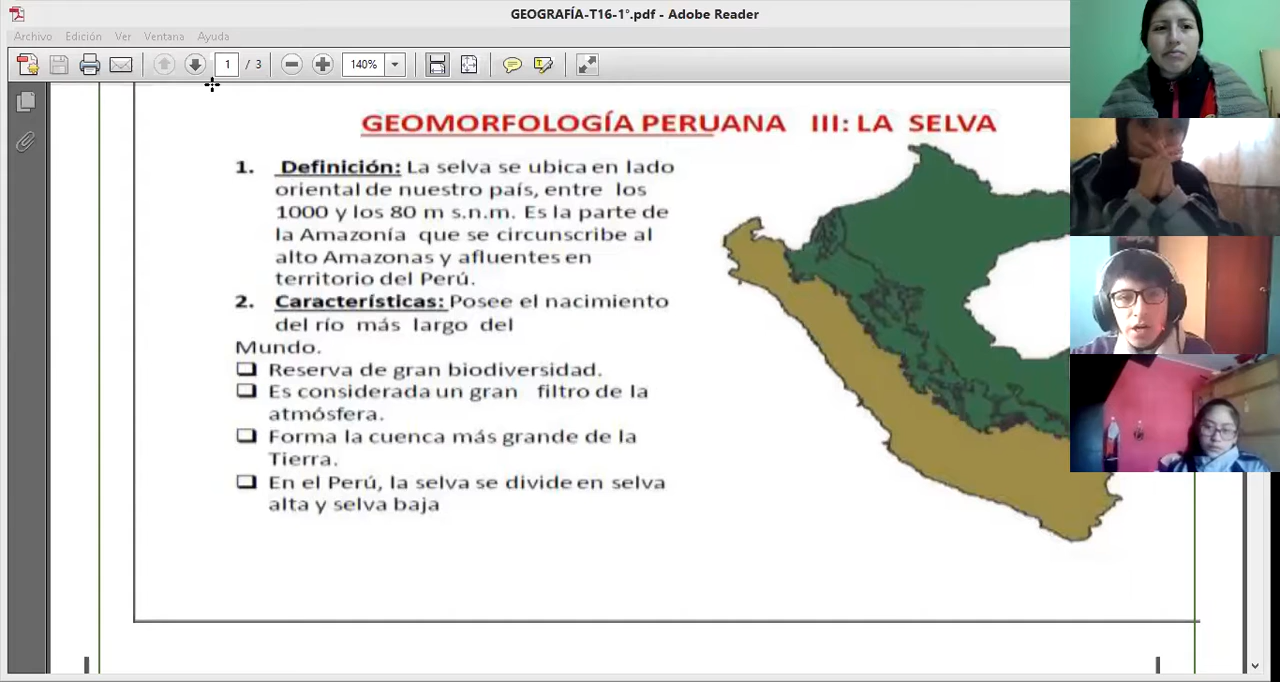 GEOGRAFÍA-T16-1°.pdf - Adobe Reader
Archivo Edición Ver Ventana Ayuda
1 / 3 140%
GEOMORFOLOGÍA PERUANA III: LA SELVA
1. Definición: La selva se ubica en lado
oriental de nuestro país, entre los
1000 y los 80 m s.n.m. Es la parte de
la Amazonía que se circunscribe al
alto Amazonas y afluentes en
territorio del Perú.
2. Características: Posee el nacimiento
del río más largo del
Mundo.
❑ Reserva de gran biodiversidad.
❑ Es considerada un gran filtro de la
atmósfera.
❑ Forma la cuenca más grande de la
Tierra.
❑ En el Perú, la selva se divide en selva
alta y selva baja